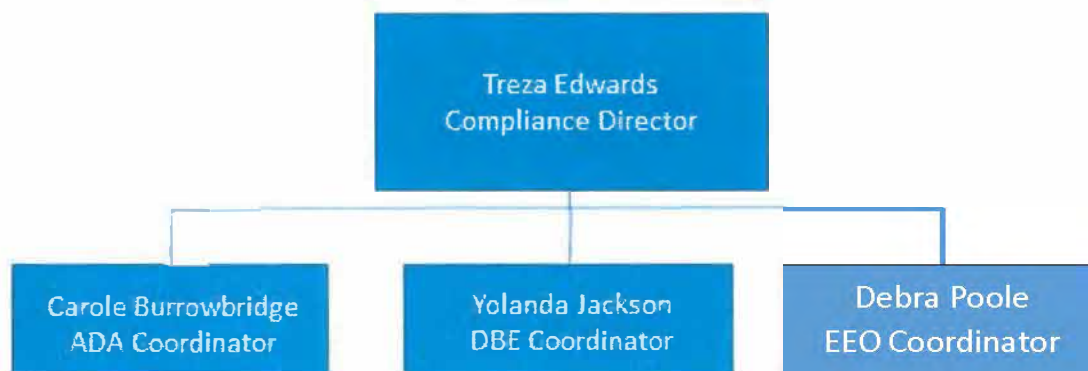 Treza Edwards
Compliance Director
Carole Burrowbridge
ADA Coordinator
Yolanda Jackson
DBE Coordinator
Debra Poole
EEO Coordinator